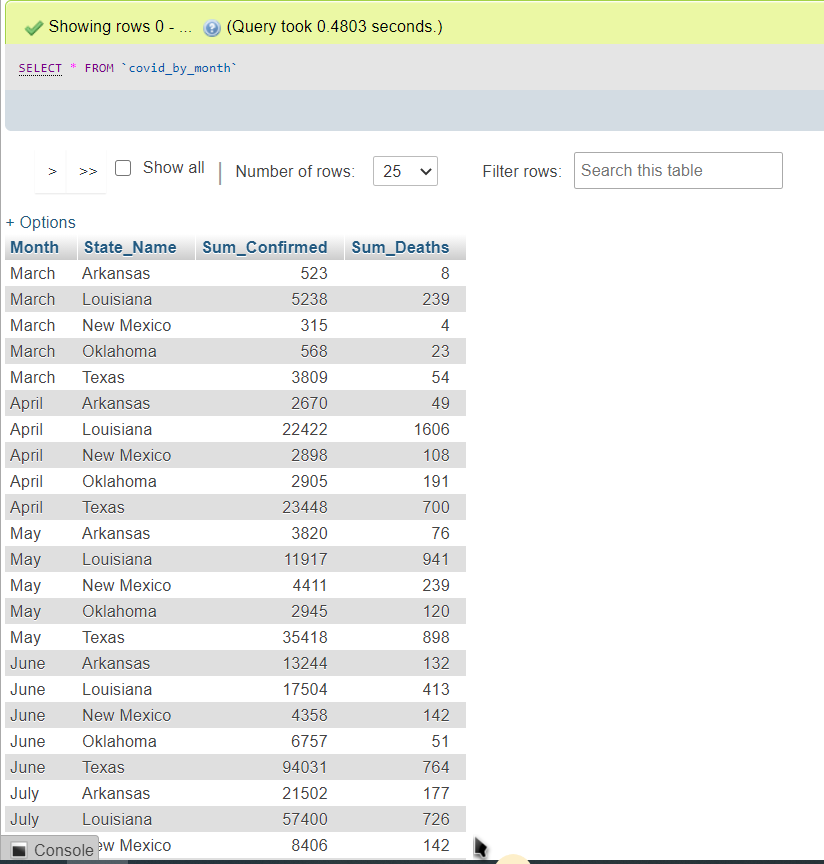 Showing rows 0 - ... (Query took 0.4803 seconds.)
SELECT * FROM `covid_by_month`
> >> Show all | Number of rows: 25 Filter rows: Search this table
+ Options
Month State_Name Sum_Confirmed Sum_Deaths
March Arkansas 523 8
March Louisiana 5238 239
March New Mexico 315 4
March Oklahoma 568 23
March Texas 3809 54
April Arkansas 2670 49
April Louisiana 22422 1606
April New Mexico 2898 108
April Oklahoma 2905 191
April Texas 23448 700
May Arkansas 3820 76
May Louisiana 11917 941
May New Mexico 4411 239
May Oklahoma 2945 120
May Texas 35418 898
June Arkansas 13244 132
June Louisiana 17504 413
June New Mexico 4358 142
June Oklahoma 6757 51
June Texas 94031 764
July Arkansas 21502 177
July Louisiana 57400 726
Console ew Mexico 8406 142